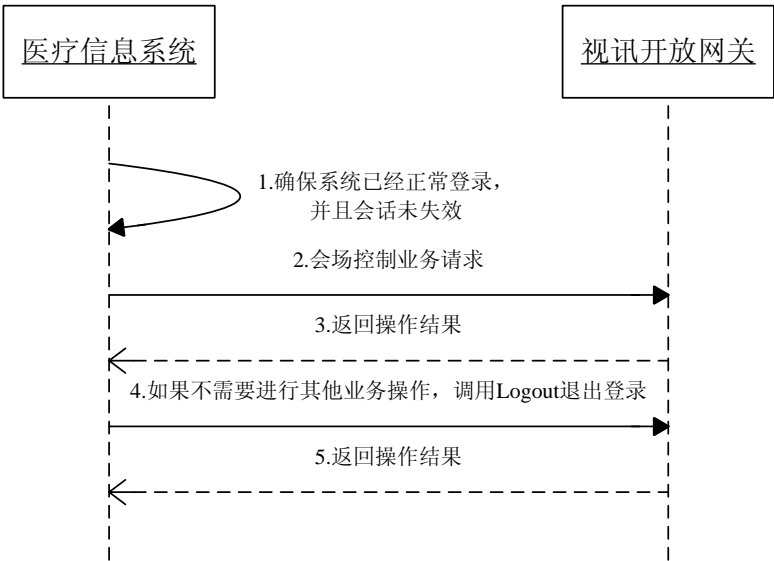 医疗信息系统
视讯开放网关
1.确保系统已经正常登录，
并且会话未失效
2.会场控制业务请求
3.返回操作结果
4.如果不需要进行其他业务操作，调用Logout退出登录
5.返回操作结果